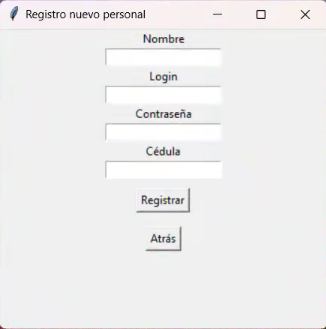 Registro nuevo personal
Nombre
Login
Contraseña
Cédula
Registrar
Atrás